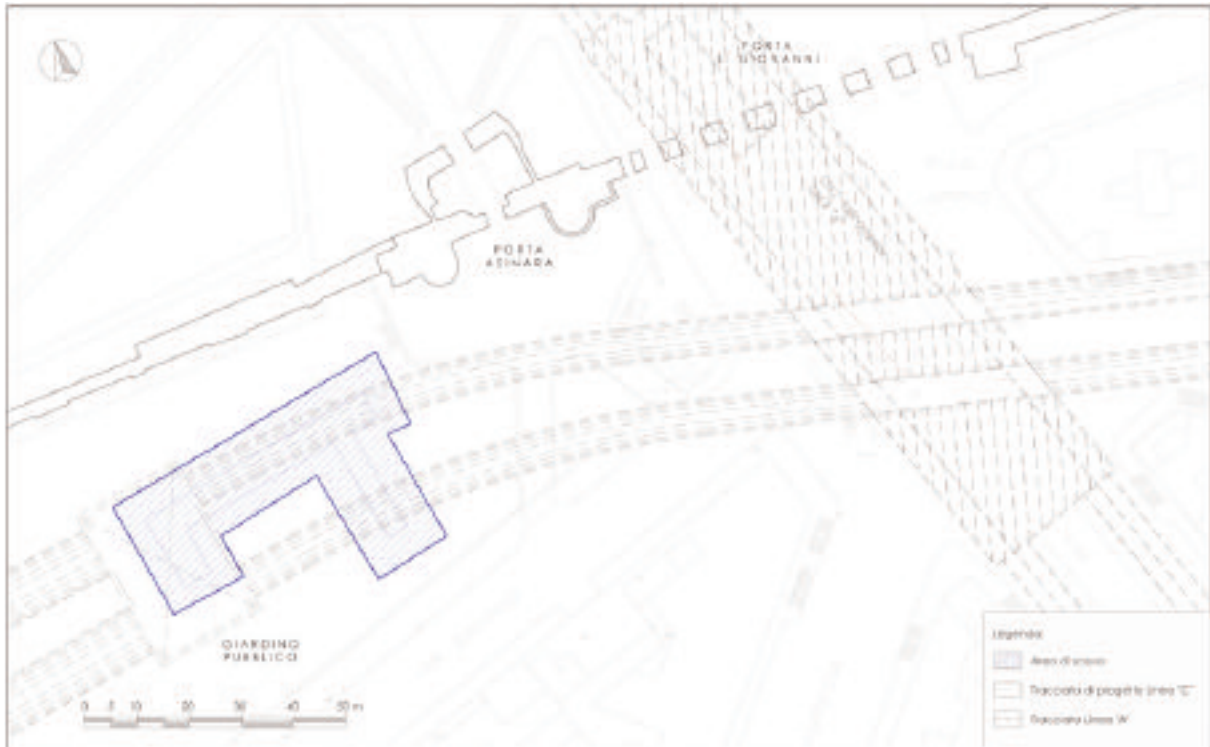 PORTA
S. GIOVANNI
PORTA
ASINARA
GIARDINO
PUBBLICO
0 5 10 20 30 40 50 m
Legenda
Area di scavo
Tracciato di progetto Linea "C"
Tracciato Linea "A"